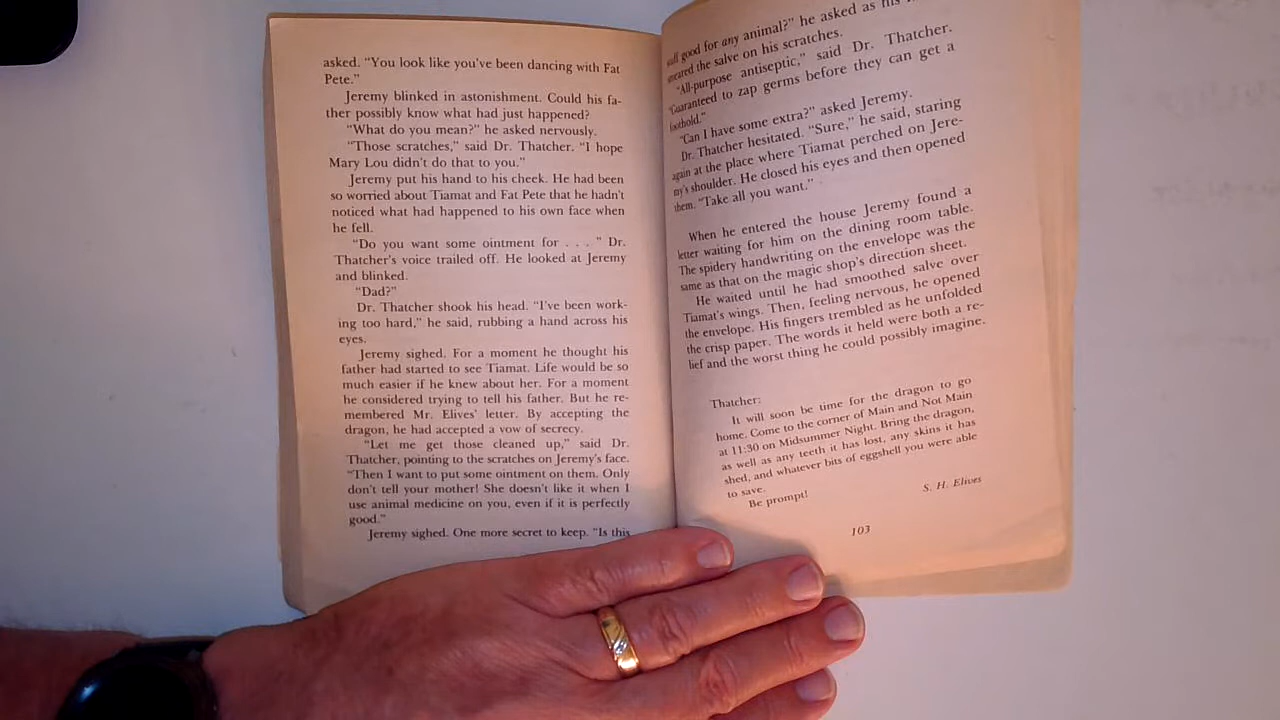 asked. “You look like you've been dancing with Fat
Pete.”
Jeremy blinked in astonishment. Could his fa-
ther possibly know what had just happened?
“What do you mean?” he asked nervously.
“Those scratches,” said Dr. Thatcher. “I hope
Mary Lou didn't do that to you.”
Jeremy put his hand to his cheek. He had been
so worried about Tiamat and Fat Pete that he hadn't
noticed what had happened to his own face when
he fell.
“Do you want some ointment for . . . ” Dr.
Thatcher's voice trailed off. He looked at Jeremy
and blinked.
“Dad?”
Dr. Thatcher shook his head. “I've been work-
ing too hard,” he said, rubbing a hand across his
eyes.
Jeremy sighed. For a moment he thought his
father had started to see Tiamat. Life would be so
much easier if he knew about her. For a moment
he considered trying to tell his father. But he re-
membered Mr. Elives' letter. By accepting the
dragon, he had accepted a vow of secrecy.
“Let me get those cleaned up,” said Dr.
Thatcher, pointing to the scratches on Jeremy's face.
“Then I want to put some ointment on them. Only
don't tell your mother! She doesn't like it when I
use animal medicine on you, even if it is perfectly
good.”
Jeremy sighed. One more secret to keep. “Is this
good for any animal?” he asked as his
smeared the salve on his scratches.
“All-purpose antiseptic,” said Dr. Thatcher.
“Guaranteed to zap germs before they can get a
foothold.”
“Can I have some extra?” asked Jeremy.
Dr. Thatcher hesitated. “Sure,” he said, staring
again at the place where Tiamat perched on Jere-
my's shoulder. He closed his eyes and then opened
them. “Take all you want.”
When he entered the house Jeremy found a
letter waiting for him on the dining room table.
The spidery handwriting on the envelope was the
same as that on the magic shop's direction sheet.
He waited until he had smoothed salve over
Tiamat's wings. Then, feeling nervous, he opened
the envelope. His fingers trembled as he unfolded
the crisp paper. The words it held were both a re-
lief and the worst thing he could possibly imagine.
Thatcher:
It will soon be time for the dragon to go
home. Come to the corner of Main and Not Main
at 11:30 on Midsummer Night. Bring the dragon,
as well as any teeth it has lost, any skins it has
shed, and whatever bits of eggshell you were able
to save.
Be prompt!
S. H. Elives
103